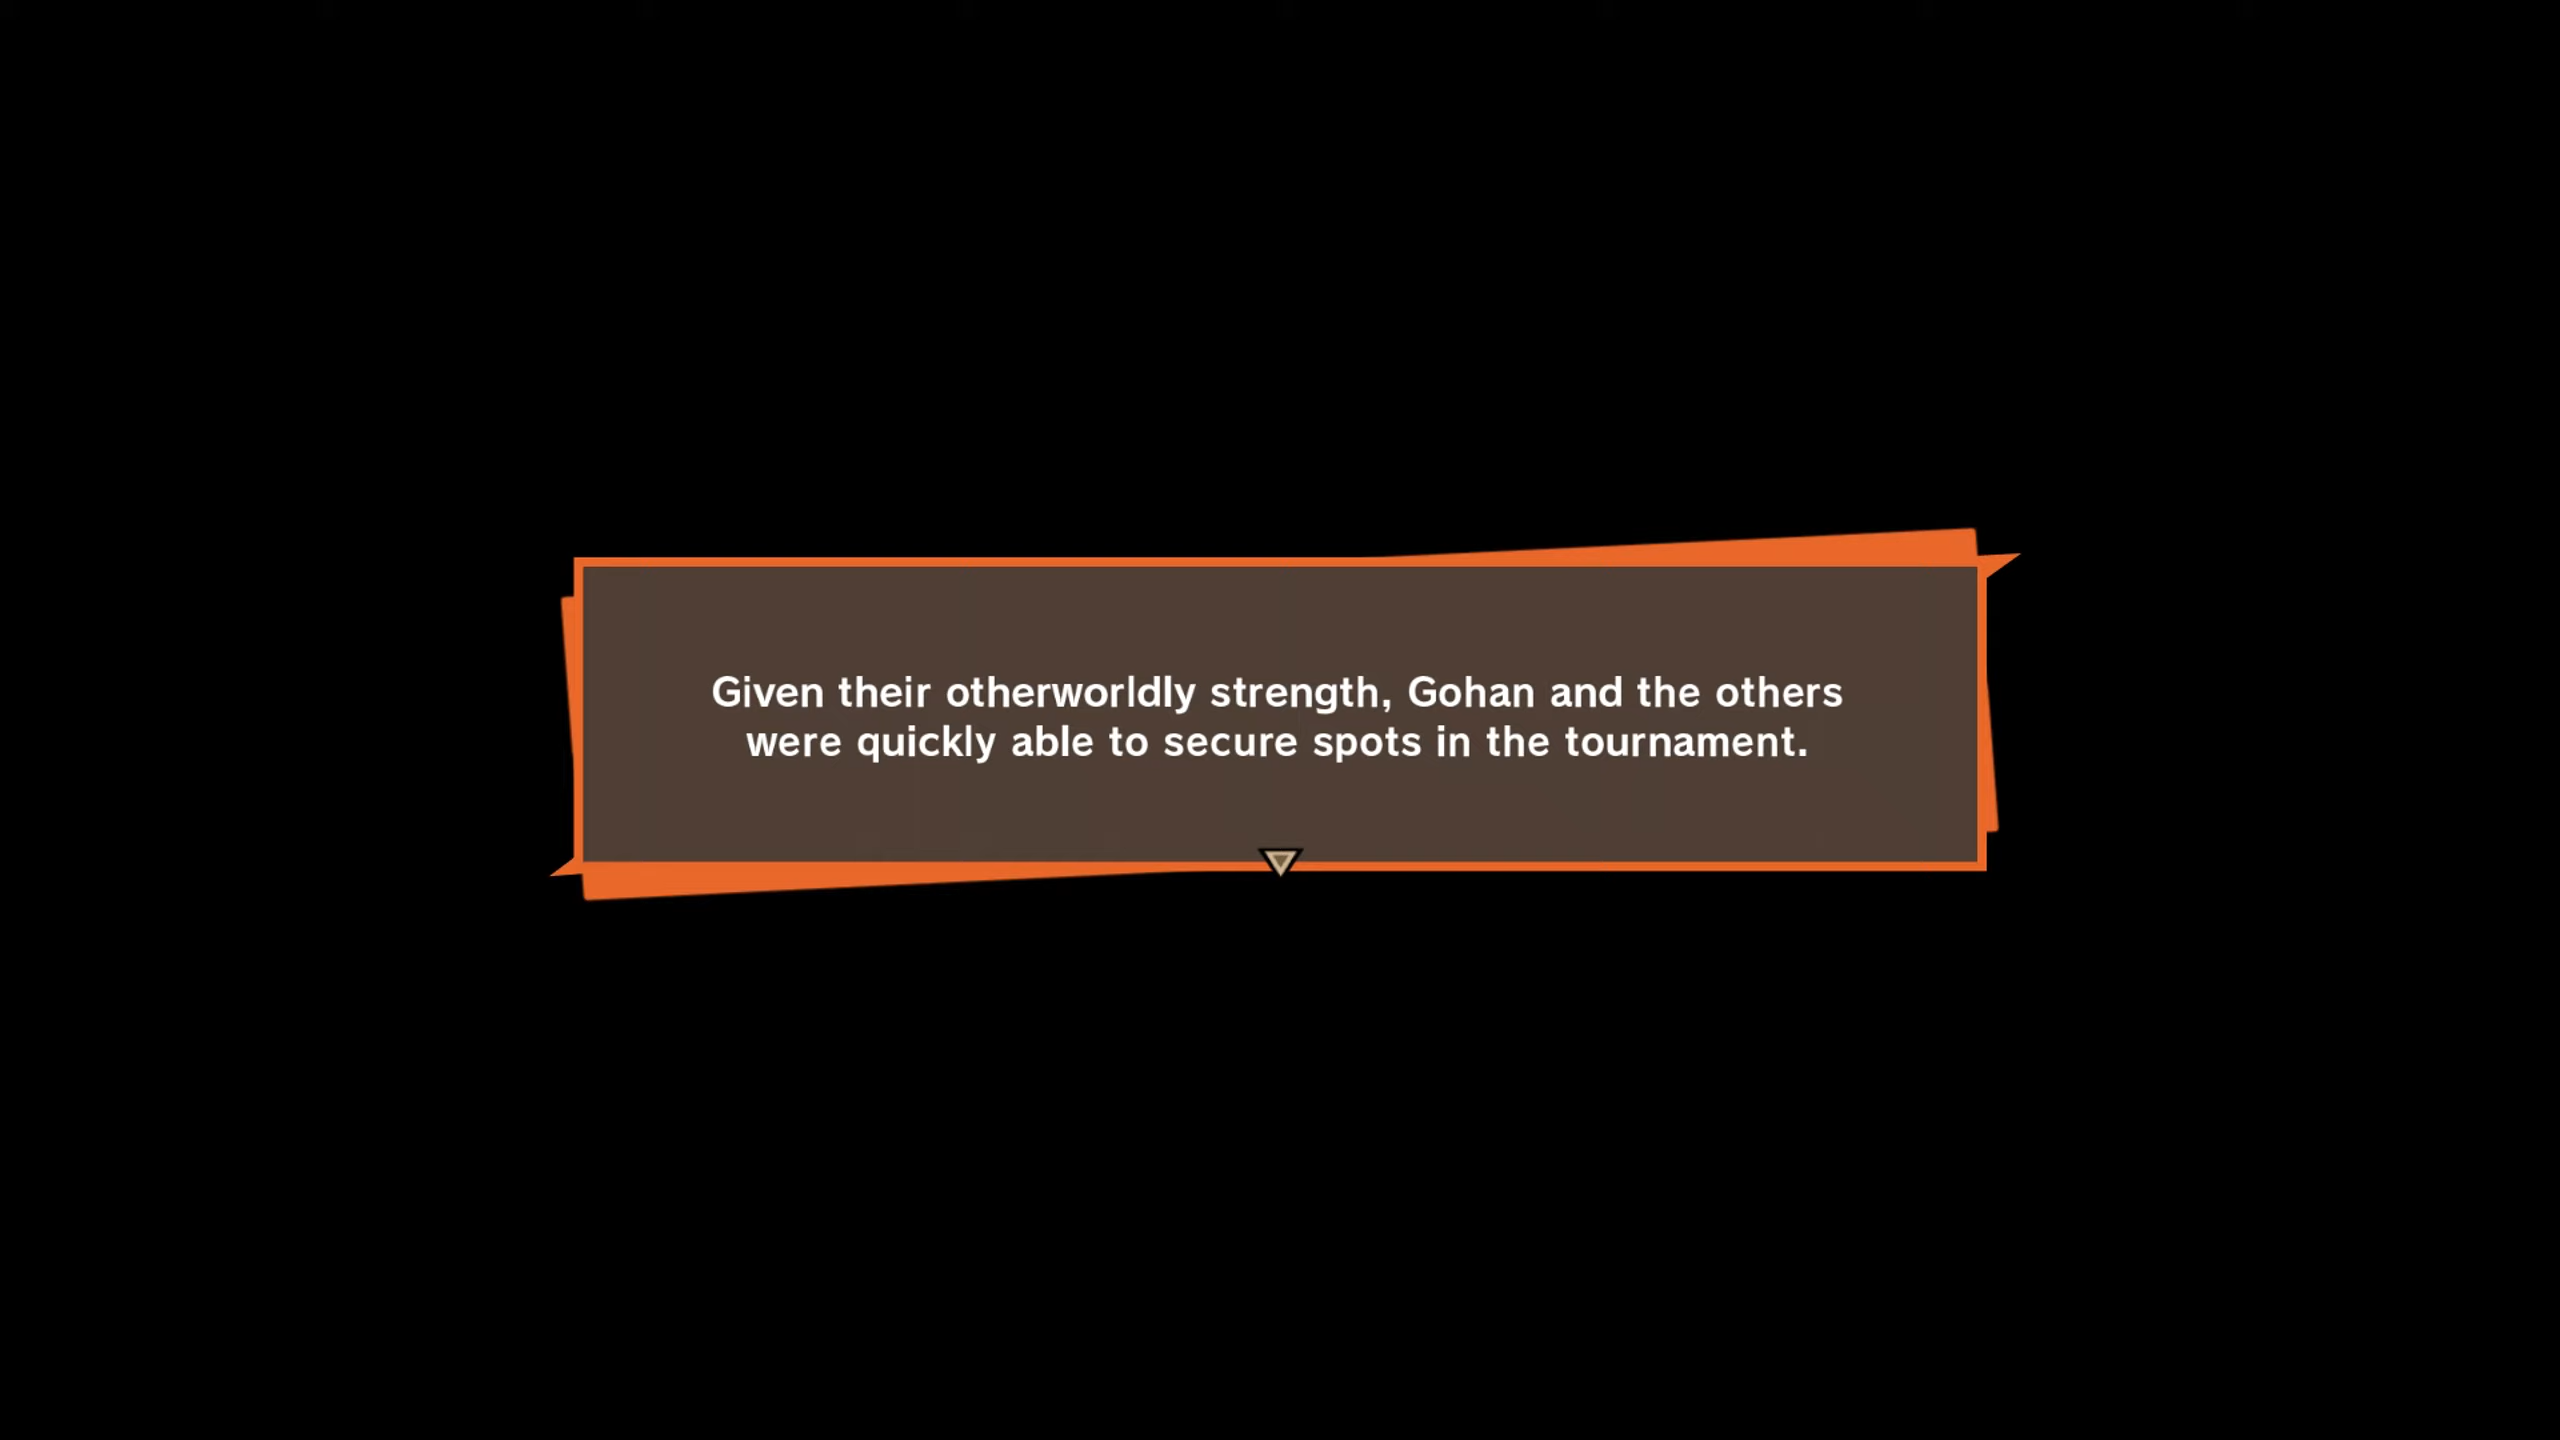 Given their otherworldly strength, Gohan and the others
were quickly able to secure spots in the tournament.